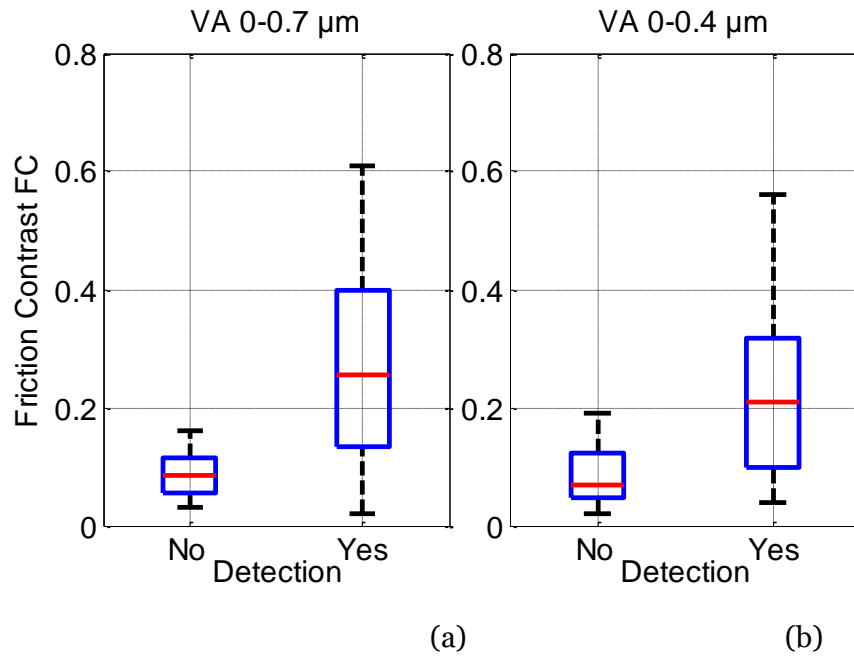 VA 0-0.7 µm
VA 0-0.4 µm
Friction Contrast FC
0.8
0.6
0.4
0.2
0
No
Yes
Detection
0.8
0.6
0.4
0.2
0
No
Yes
Detection
(a)
(b)